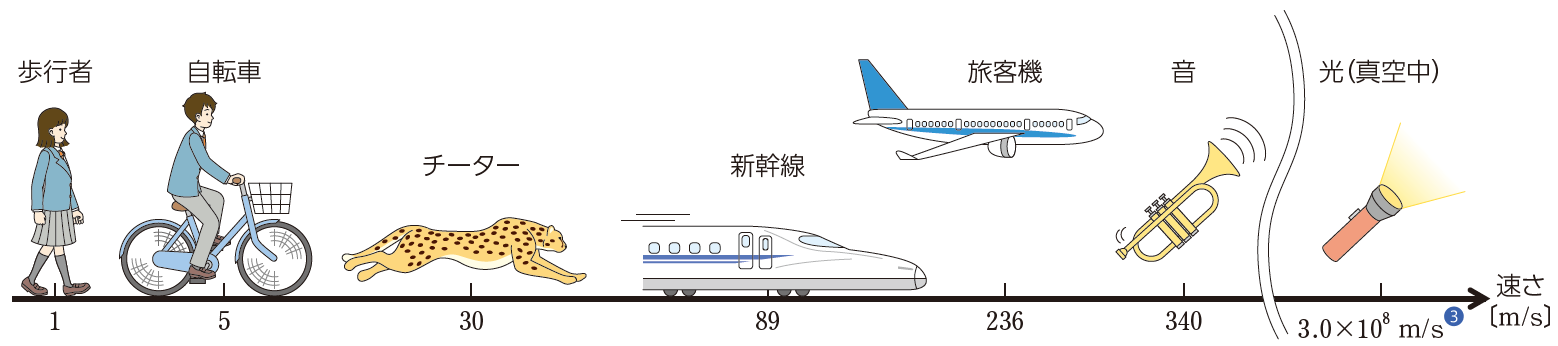 歩行者
自転車
チーター
新幹線
旅客機
音
光(真空中)
1
5
30
89
236
340
3.0×10⁸ m/s ❸
速さ
〔m/s〕